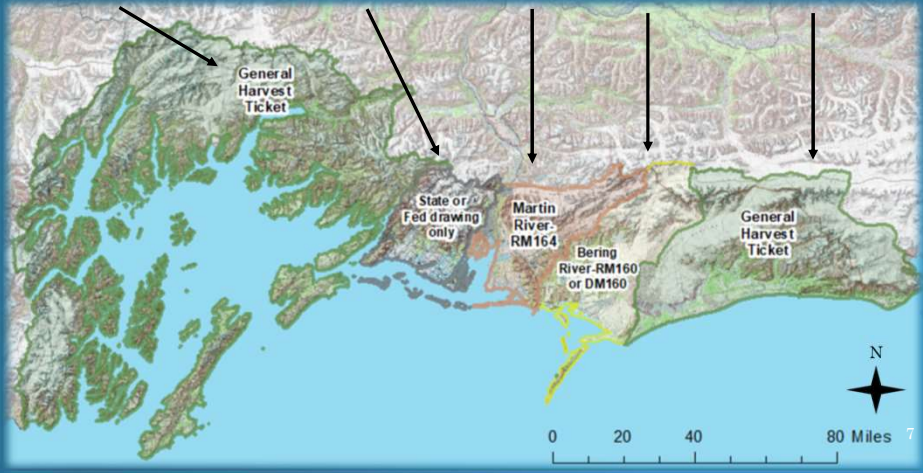 General
Harvest
Ticket
State or
Fed drawing
only
Martin
River-
RM164
Bering
River-RM160
or DM160
General
Harvest
Ticket
N
0 20 40 80 Miles
7